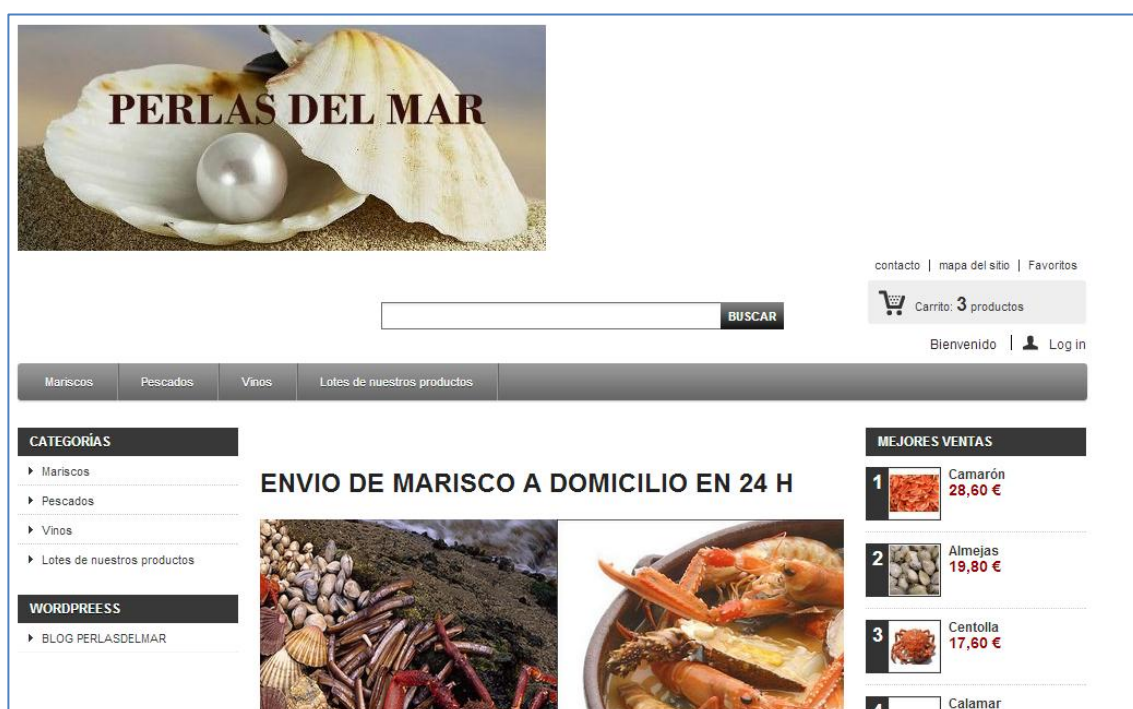 PERLAS DEL MAR
contacto | mapa del sitio | Favoritos
Carrito: 3 productos
BUSCAR
Bienvenido | Log in
Mariscos Pescados Vinos Lotes de nuestros productos
CATEGORÍAS
Mariscos
Pescados
Vinos
Lotes de nuestros productos
WORDPREESS
BLOG PERLASDELMAR
ENVIO DE MARISCO A DOMICILIO EN 24 H
MEJORES VENTAS
1 Camarón
28,60 €
2 Almejas
19,80 €
3 Centolla
17,60 €
4 Calamar